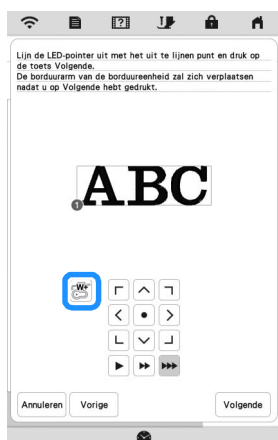 Lijn de LED-pointer uit met het uit te lijnen punt en druk op
de toets Volgende.
De borduurarm van de borduureenheid zal zich verplaatsen
nadat u op Volgende hebt gedrukt.
ABC
1
W+
Annuleren Vorige Volgende